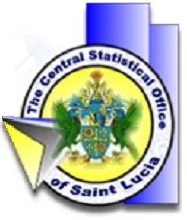 The Central Statistical Office
of Saint Lucia